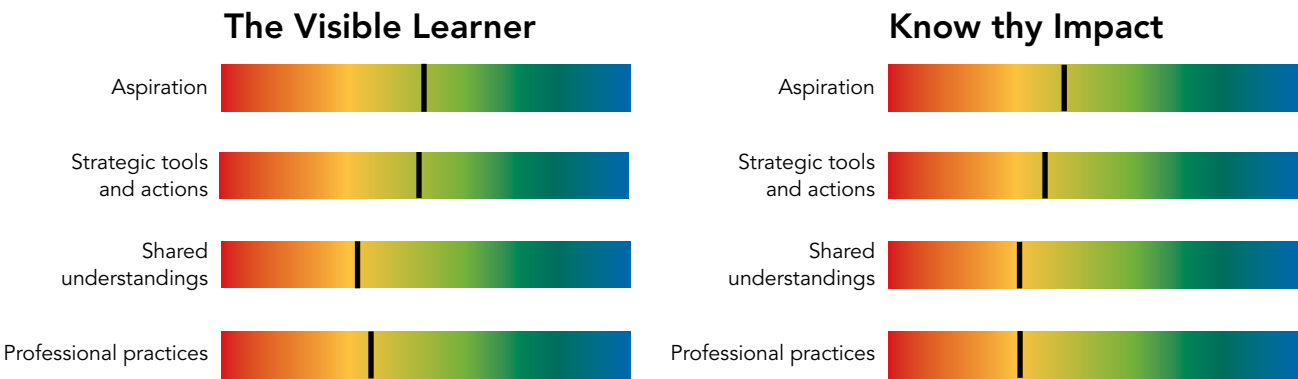 The Visible Learner
Aspiration
Strategic tools
and actions
Shared
understandings
Professional practices
Know thy Impact
Aspiration
Strategic tools
and actions
Shared
understandings
Professional practices